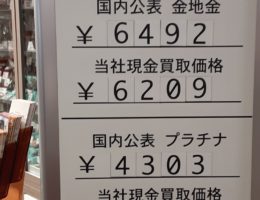 国内公表 金地金
¥ 6492
当社現金買取価格
¥ 6209
国内公表 プラチナ
¥ 4303
当社現金買取価格